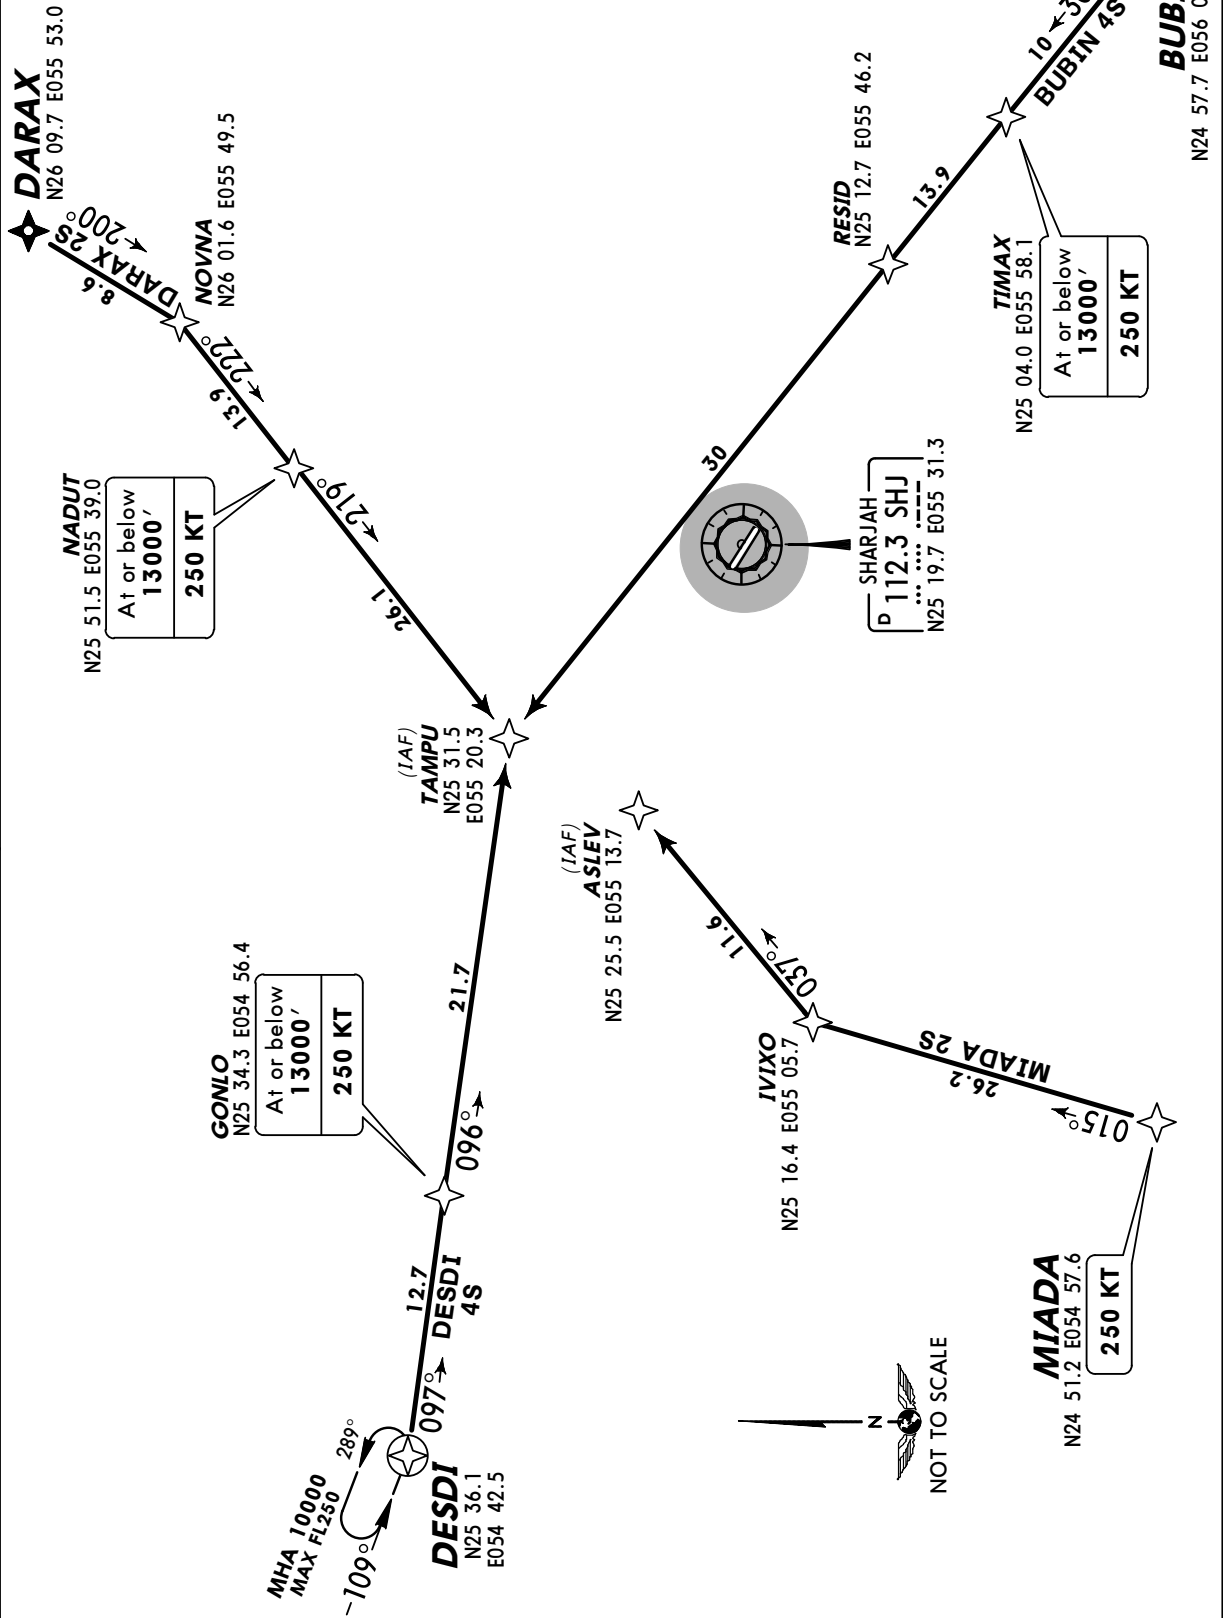 DARAX
N26 09.7 E055 53.0
←200°
DARAX 2S
8.6
NOVNA
N26 01.6 E055 49.5
←222°
13.9
NADUT
N25 51.5 E055 39.0
At or below
13000′
250 KT
←219°
26.1
(IAF)
TAMPU
N25 31.5
E055 20.3
10
BUBIN 4S
N24 57.7 E056
TIMAX
N25 04.0 E055 58.1
At or below
13000′
250 KT
13.9
RESID
N25 12.7 E055 46.2
30
SHARJAH
D 112.3 SHJ
N25 19.7 E055 31.3
(IAF)
ASLEV
N25 25.5 E055 13.7
11.6
037°→
IVIXO
N25 16.4 E055 05.7
MIADA 2S
26.2
015°→
MIADA
N24 51.2 E054 57.6
250 KT
21.7
096°→
GONLO
N25 34.3 E054 56.4
At or below
13000′
250 KT
12.7
097°→ DESDI
4S
DESDI
N25 36.1
E054 42.5
MHA 10000
MAX FL250
289°
109°
N
NOT TO SCALE